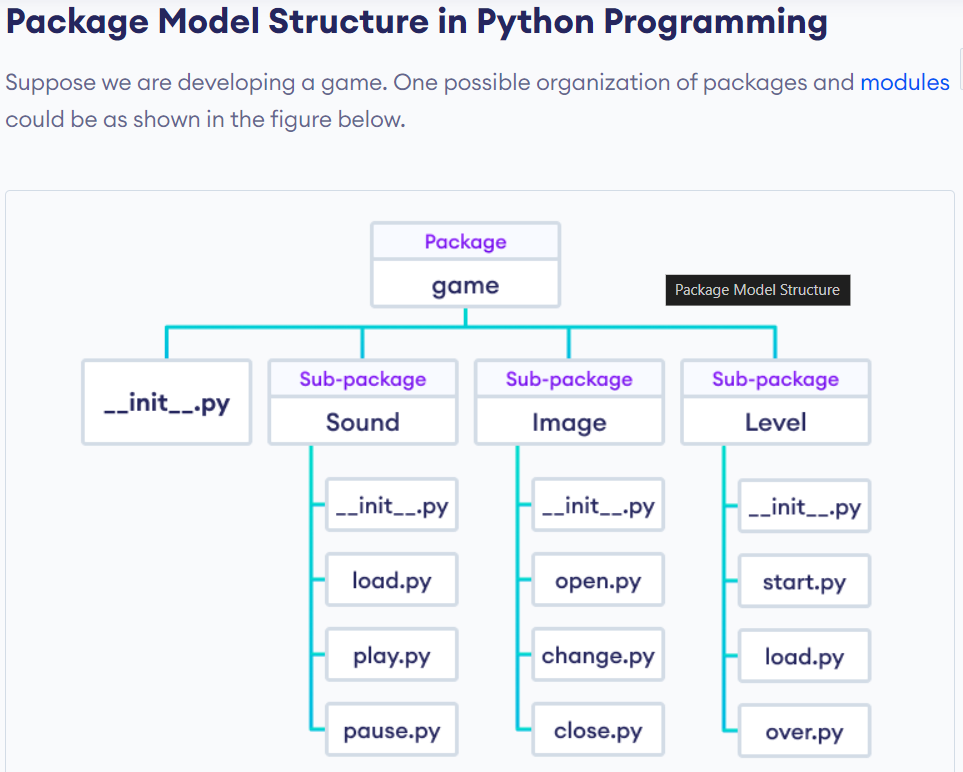 Package Model Structure in Python Programming
Suppose we are developing a game. One possible organization of packages and modules
could be as shown in the figure below.
Package
game
Package Model Structure
__init__.py
Sub-package
Sound
Sub-package
Image
Sub-package
Level
__init__.py
load.py
play.py
pause.py
__init__.py
open.py
change.py
close.py
__init__.py
start.py
load.py
over.py